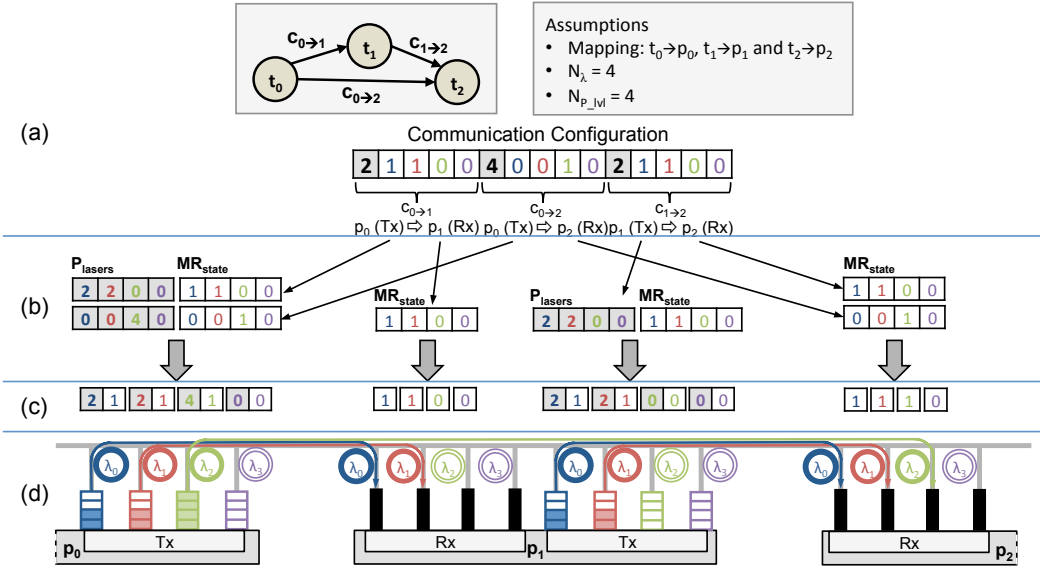 c0→1
c1→2
t0
t1
t2
c0→2
Assumptions
• Mapping: t0→p0, t1→p1 and t2→p2
• Nλ = 4
• NP_lvl = 4
(a)
Communication Configuration
2 1 1 0 0 4 0 0 1 0 2 1 1 0 0
c0→1 c0→2 c1→2
p0 (Tx) ⇨ p1 (Rx) p0 (Tx) ⇨ p2 (Rx) p1 (Tx) ⇨ p2 (Rx)
(b)
Plasers MRstate
2 2 0 0 1 1 0 0
0 0 4 0 0 0 1 0
MRstate
1 1 0 0
Plasers MRstate
2 2 0 0 1 1 0 0
MRstate
1 1 0 0
0 0 1 0
(c)
2 1 2 1 4 1 0 0
1 1 0 0
2 1 2 1 0 0 0 0
1 1 1 0
(d)
λ0 λ1 λ2 λ3 λ0 λ1 λ2 λ3 λ0 λ1 λ2 λ3 λ0 λ1 λ2 λ3
p0 Tx Rx p1 Tx Rx p2